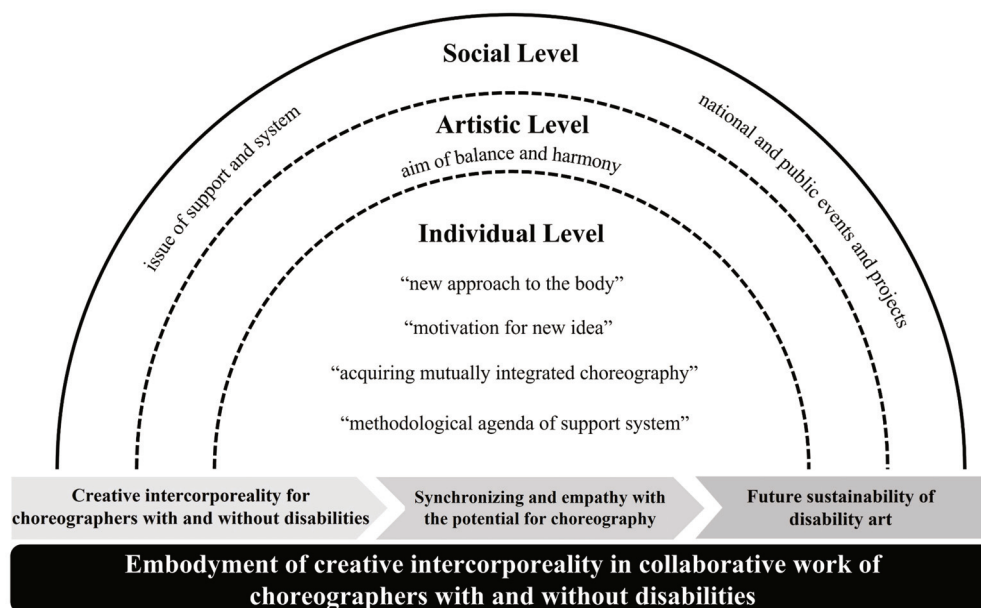 Social Level
issue of support and system
national and public events and projects
Artistic Level
aim of balance and harmony
Individual Level
“new approach to the body”
“motivation for new idea”
“acquiring mutually integrated choreography”
“methodological agenda of support system”
Creative intercorporeality for
choreographers with and without disabilities
Synchronizing and empathy with
the potential for choreography
Future sustainability of
disability art
Embodyment of creative intercorporeality in collaborative work of
choreographers with and without disabilities